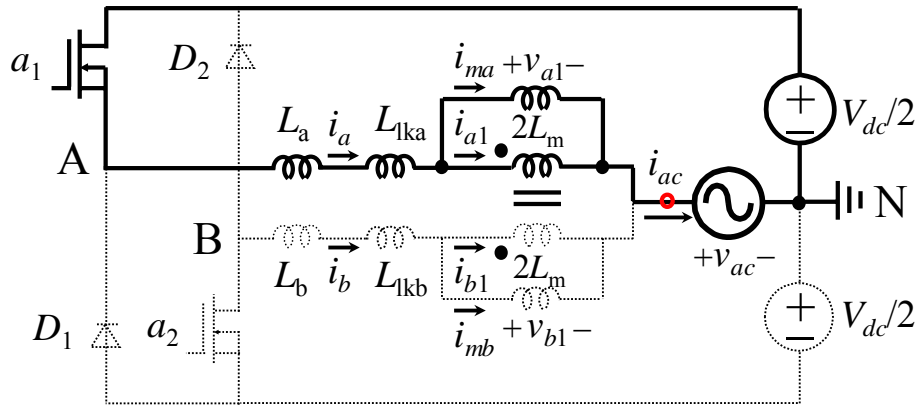 a1
D2
ima
+va1−
La
ia
Llka
ia1
2Lm
Vdc/2
A
iac
N
B
+vac−
Lb
ib
Llkb
ib1
2Lm
D1
a2
imb
+vb1−
Vdc/2